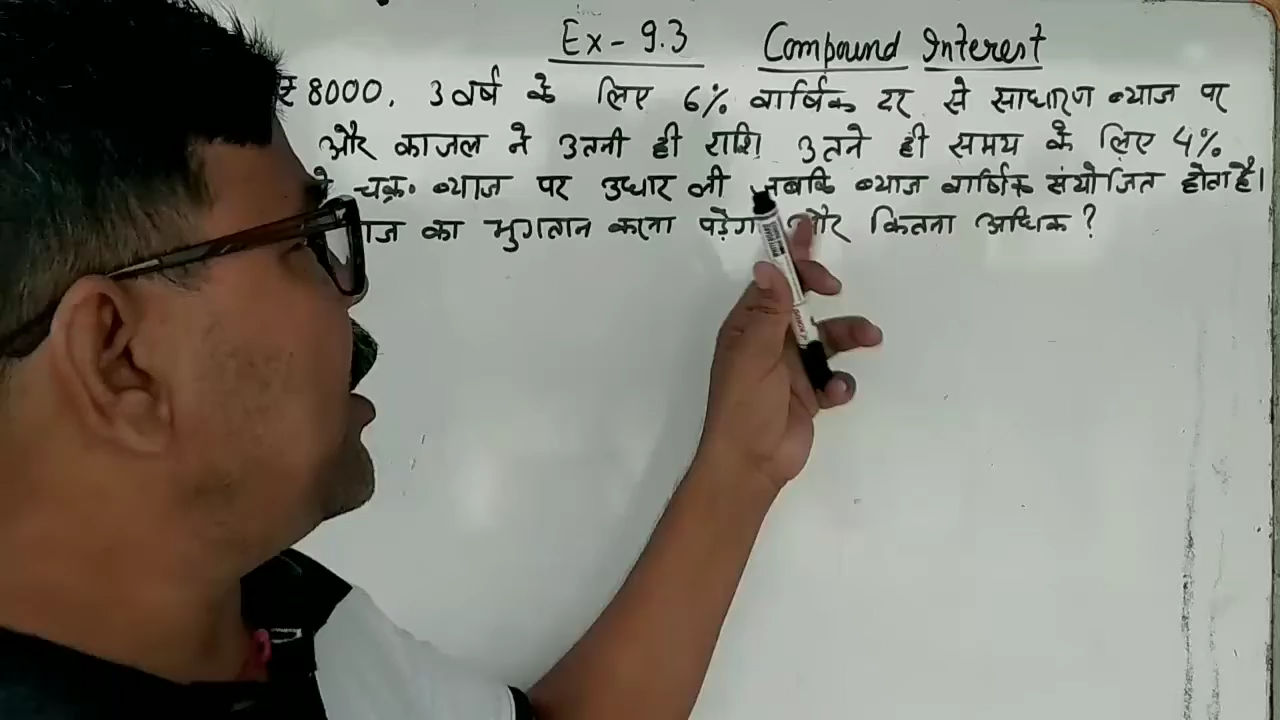 Ex - 9.3 Compound Interest
₹ 8000, 3 वर्ष के लिए 6% वार्षिक दर से साधारण ब्याज पर
और काजल ने उतनी ही राशि उतने ही समय के लिए 4%
चक्र० ब्याज पर उधार ली जबकि ब्याज वार्षिक संयोजित होता है।
का भुगतान करना पड़ेगा और कितना अधिक ?